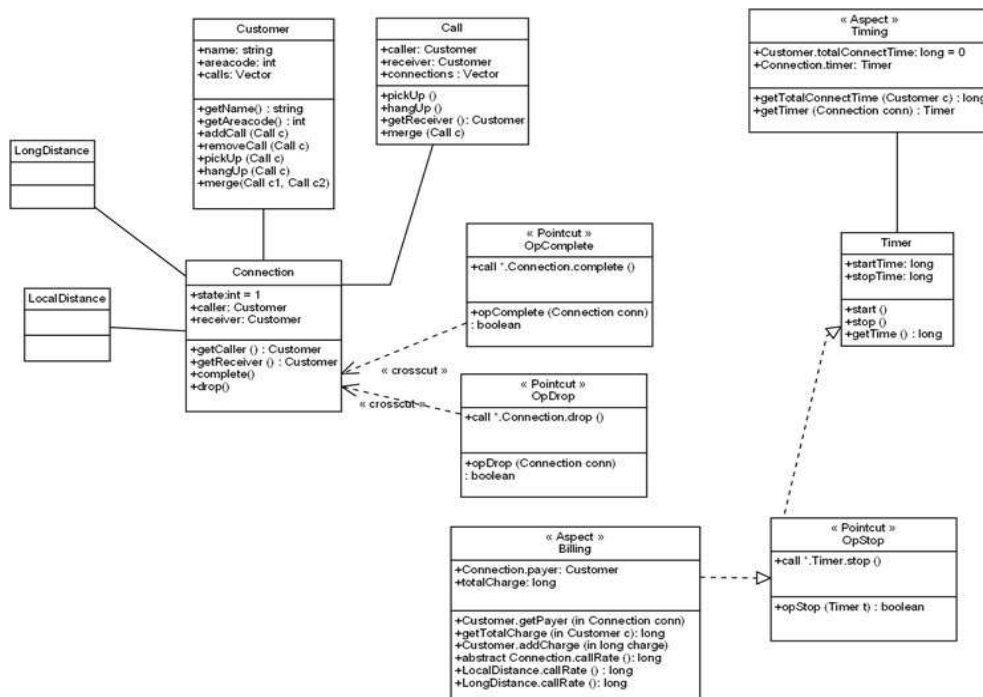 Customer
+name: string
+areacode: int
+calls: Vector
+getName() : string
+getAreacode() : int
+addCall (Call c)
+removeCall (Call c)
+pickUp (Call c)
+hangUp (Call c)
+merge(Call c1, Call c2)
Call
+caller: Customer
+receiver: Customer
+connections : Vector
+pickUp ()
+hangUp ()
+getReceiver (): Customer
+merge (Call c)
« Aspect »
Timing
+Customer.totalConnectTime: long = 0
+Connection.timer: Timer
+getTotalConnectTime (Customer c) : long
+getTimer (Connection conn) : Timer
LongDistance
LocalDistance
Connection
+state:int = 1
+caller: Customer
+receiver: Customer
+getCaller () : Customer
+getReceiver () : Customer
+complete()
+drop()
« Pointcut »
OpComplete
+call *.Connection.complete ()
+opComplete (Connection conn)
: boolean
« crosscut »
« crosscut »
« Pointcut »
OpDrop
+call *.Connection.drop ()
+opDrop (Connection conn)
: boolean
Timer
+startTime: long
+stopTime: long
+start ()
+stop ()
+getTime () : long
« Aspect »
Billing
+Connection.payer: Customer
+totalCharge: long
+Customer.getPayer (in Connection conn)
+getTotalCharge (in Customer c): long
+Customer.addCharge (in long charge)
+abstract Connection.callRate (): long
+LocalDistance.callRate () : long
+LongDistance.callRate (): long
« Pointcut »
OpStop
+call *.Timer.stop ()
+opStop (Timer t) : boolean